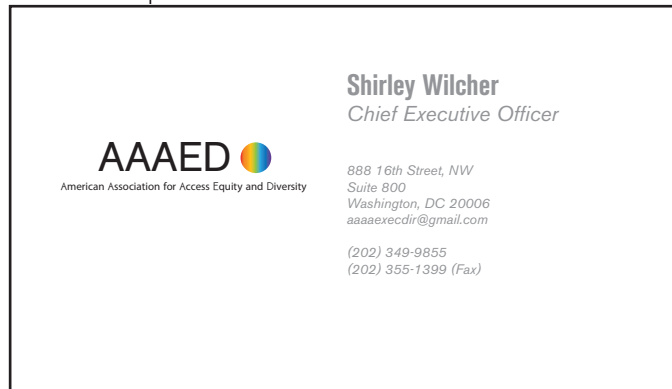 AAAED
American Association for Access Equity and Diversity
Shirley Wilcher
Chief Executive Officer
888 16th Street, NW
Suite 800
Washington, DC 20006
aaaaexecdir@gmail.com
(202) 349-9855
(202) 355-1399 (Fax)